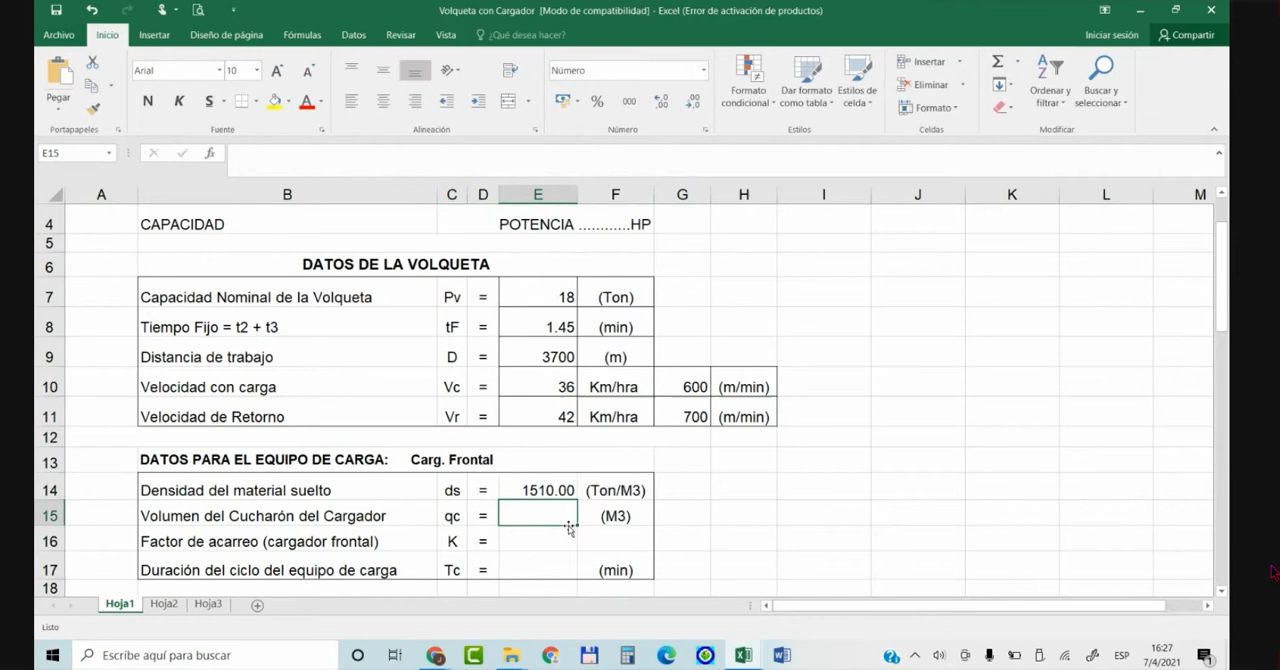 Volqueta con Cargador [Modo de compatibilidad] - Excel (Error de activación de productos)
Archivo Inicio Insertar Diseño de página Fórmulas Datos Revisar Vista ¿Qué desea hacer? Iniciar sesión Compartir
Pegar
Arial 10
N K S
Número
% 000
Formato condicional
Dar formato como tabla
Estilos de celda
Insertar
Eliminar
Formato
Ordenar y filtrar
Buscar y seleccionar
Portapapeles Fuente Alineación Número Estilos Celdas Modificar
E15 fx
A B C D E F G H I J K L M
4 CAPACIDAD POTENCIA ............HP
5
6 DATOS DE LA VOLQUETA
7 Capacidad Nominal de la Volqueta Pv = 18 (Ton)
8 Tiempo Fijo = t2 + t3 tF = 1.45 (min)
9 Distancia de trabajo D = 3700 (m)
10 Velocidad con carga Vc = 36 Km/hra 600 (m/min)
11 Velocidad de Retorno Vr = 42 Km/hra 700 (m/min)
12
13 DATOS PARA EL EQUIPO DE CARGA: Carg. Frontal
14 Densidad del material suelto ds = 1510.00 (Ton/M3)
15 Volumen del Cucharón del Cargador qc = (M3)
16 Factor de acarreo (cargador frontal) K =
17 Duración del ciclo del equipo de carga Tc = (min)
18
Hoja1 Hoja2 Hoja3
Listo
Escribe aquí para buscar
ESP
16:27
7/4/2021